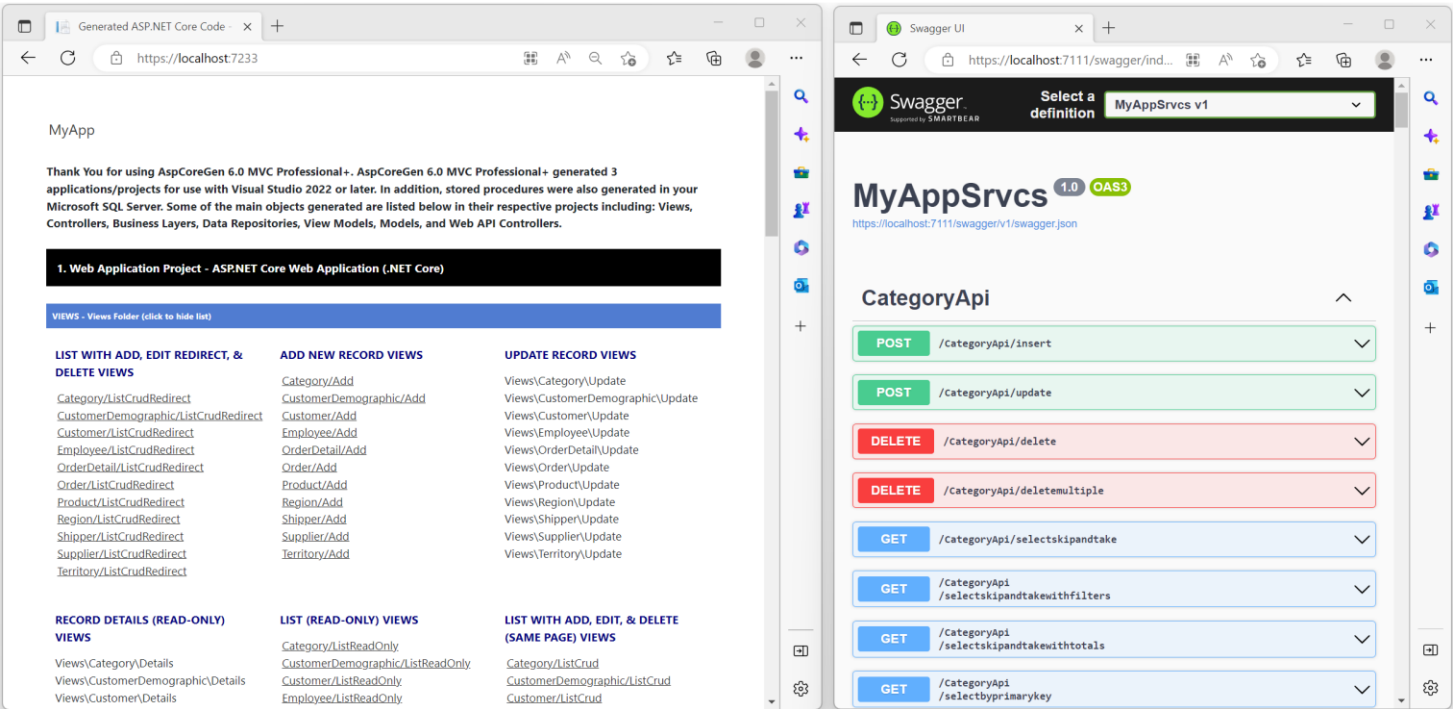 Generated ASP.NET Core Code -
https://localhost:7233
MyApp
Thank You for using AspCoreGen 6.0 MVC Professional+. AspCoreGen 6.0 MVC Professional+ generated 3
applications/projects for use with Visual Studio 2022 or later. In addition, stored procedures were also generated in your
Microsoft SQL Server. Some of the main objects generated are listed below in their respective projects including: Views,
Controllers, Business Layers, Data Repositories, View Models, Models, and Web API Controllers.
1. Web Application Project - ASP.NET Core Web Application (.NET Core)
VIEWS - Views Folder (click to hide list)
LIST WITH ADD, EDIT REDIRECT, &
DELETE VIEWS
Category/ListCrudRedirect
CustomerDemographic/ListCrudRedirect
Customer/ListCrudRedirect
Employee/ListCrudRedirect
OrderDetail/ListCrudRedirect
Order/ListCrudRedirect
Product/ListCrudRedirect
Region/ListCrudRedirect
Shipper/ListCrudRedirect
Supplier/ListCrudRedirect
Territory/ListCrudRedirect
ADD NEW RECORD VIEWS
Category/Add
CustomerDemographic/Add
Customer/Add
Employee/Add
OrderDetail/Add
Order/Add
Product/Add
Region/Add
Shipper/Add
Supplier/Add
Territory/Add
UPDATE RECORD VIEWS
Views\Category\Update
Views\CustomerDemographic\Update
Views\Customer\Update
Views\Employee\Update
Views\OrderDetail\Update
Views\Order\Update
Views\Product\Update
Views\Region\Update
Views\Shipper\Update
Views\Supplier\Update
Views\Territory\Update
RECORD DETAILS (READ-ONLY)
VIEWS
Views\Category\Details
Views\CustomerDemographic\Details
Views\Customer\Details
LIST (READ-ONLY) VIEWS
Category/ListReadOnly
CustomerDemographic/ListReadOnly
Customer/ListReadOnly
Employee/ListReadOnly
LIST WITH ADD, EDIT, & DELETE
(SAME PAGE) VIEWS
Category/ListCrud
CustomerDemographic/ListCrud
Customer/ListCrud
Swagger UI
https://localhost:7111/swagger/ind...
Swagger
Supported by SMARTBEAR
Select a
definition
MyAppSrvcs v1
MyAppSrvcs 1.0 OAS3
https://localhost:7111/swagger/v1/swagger.json
CategoryApi
POST /CategoryApi/insert
POST /CategoryApi/update
DELETE /CategoryApi/delete
DELETE /CategoryApi/deletemultiple
GET /CategoryApi/selectskipandtake
GET /CategoryApi
/selectskipandtakewithfilters
GET /CategoryApi
/selectskipandtakewithtotals
GET /CategoryApi
/selectbyprimarykey